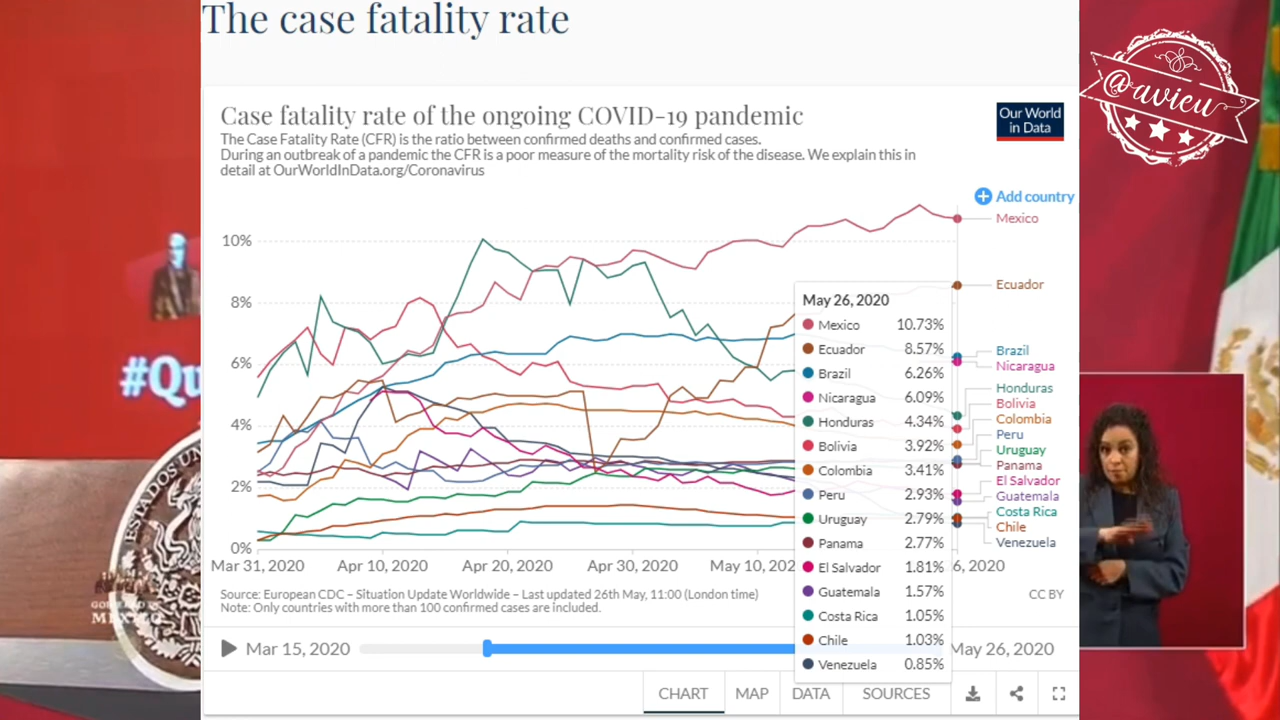 The case fatality rate
@avieu
Case fatality rate of the ongoing COVID-19 pandemic
Our World
in Data
The Case Fatality Rate (CFR) is the ratio between confirmed deaths and confirmed cases.
During an outbreak of a pandemic the CFR is a poor measure of the mortality risk of the disease. We explain this in
detail at OurWorldInData.org/Coronavirus
Add country
10%
8%
6%
4%
2%
0%
Mexico
Ecuador
Brazil
Nicaragua
Honduras
Bolivia
Colombia
Peru
Uruguay
Panama
El Salvador
Guatemala
Costa Rica
Chile
Venezuela
May 26, 2020
Mexico 10.73%
Ecuador 8.57%
Brazil 6.26%
Nicaragua 6.09%
Honduras 4.34%
Bolivia 3.92%
Colombia 3.41%
Peru 2.93%
Uruguay 2.79%
Panama 2.77%
El Salvador 1.81%
Guatemala 1.57%
Costa Rica 1.05%
Chile 1.03%
Venezuela 0.85%
Mar 31, 2020 Apr 10, 2020 Apr 20, 2020 Apr 30, 2020 May 10, 202 6, 2020
Source: European CDC – Situation Update Worldwide – Last updated 26th May, 11:00 (London time)
CC BY
Note: Only countries with more than 100 confirmed cases are included.
Mar 15, 2020
May 26, 2020
CHART MAP DATA SOURCES
#Qu
ESTADOS UN
MÉXICO